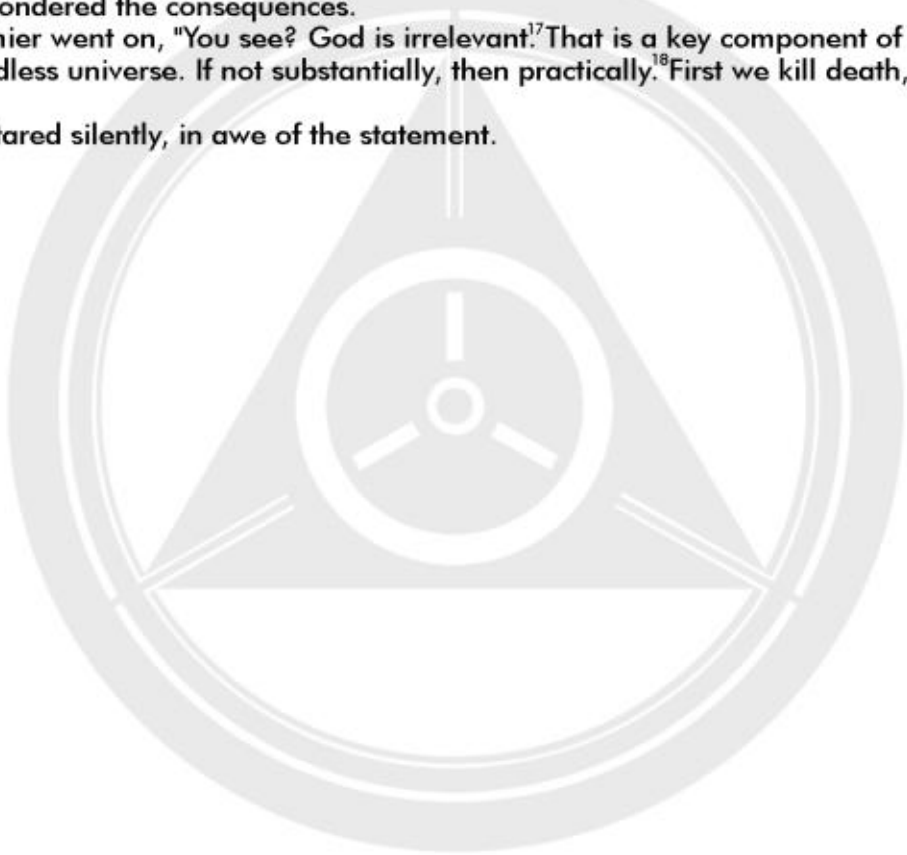 ondered the consequences.
nier went on, "You see? God is irrelevant."17 That is a key component of
dless universe. If not substantially, then practically."18 First we kill death,
tared silently, in awe of the statement.